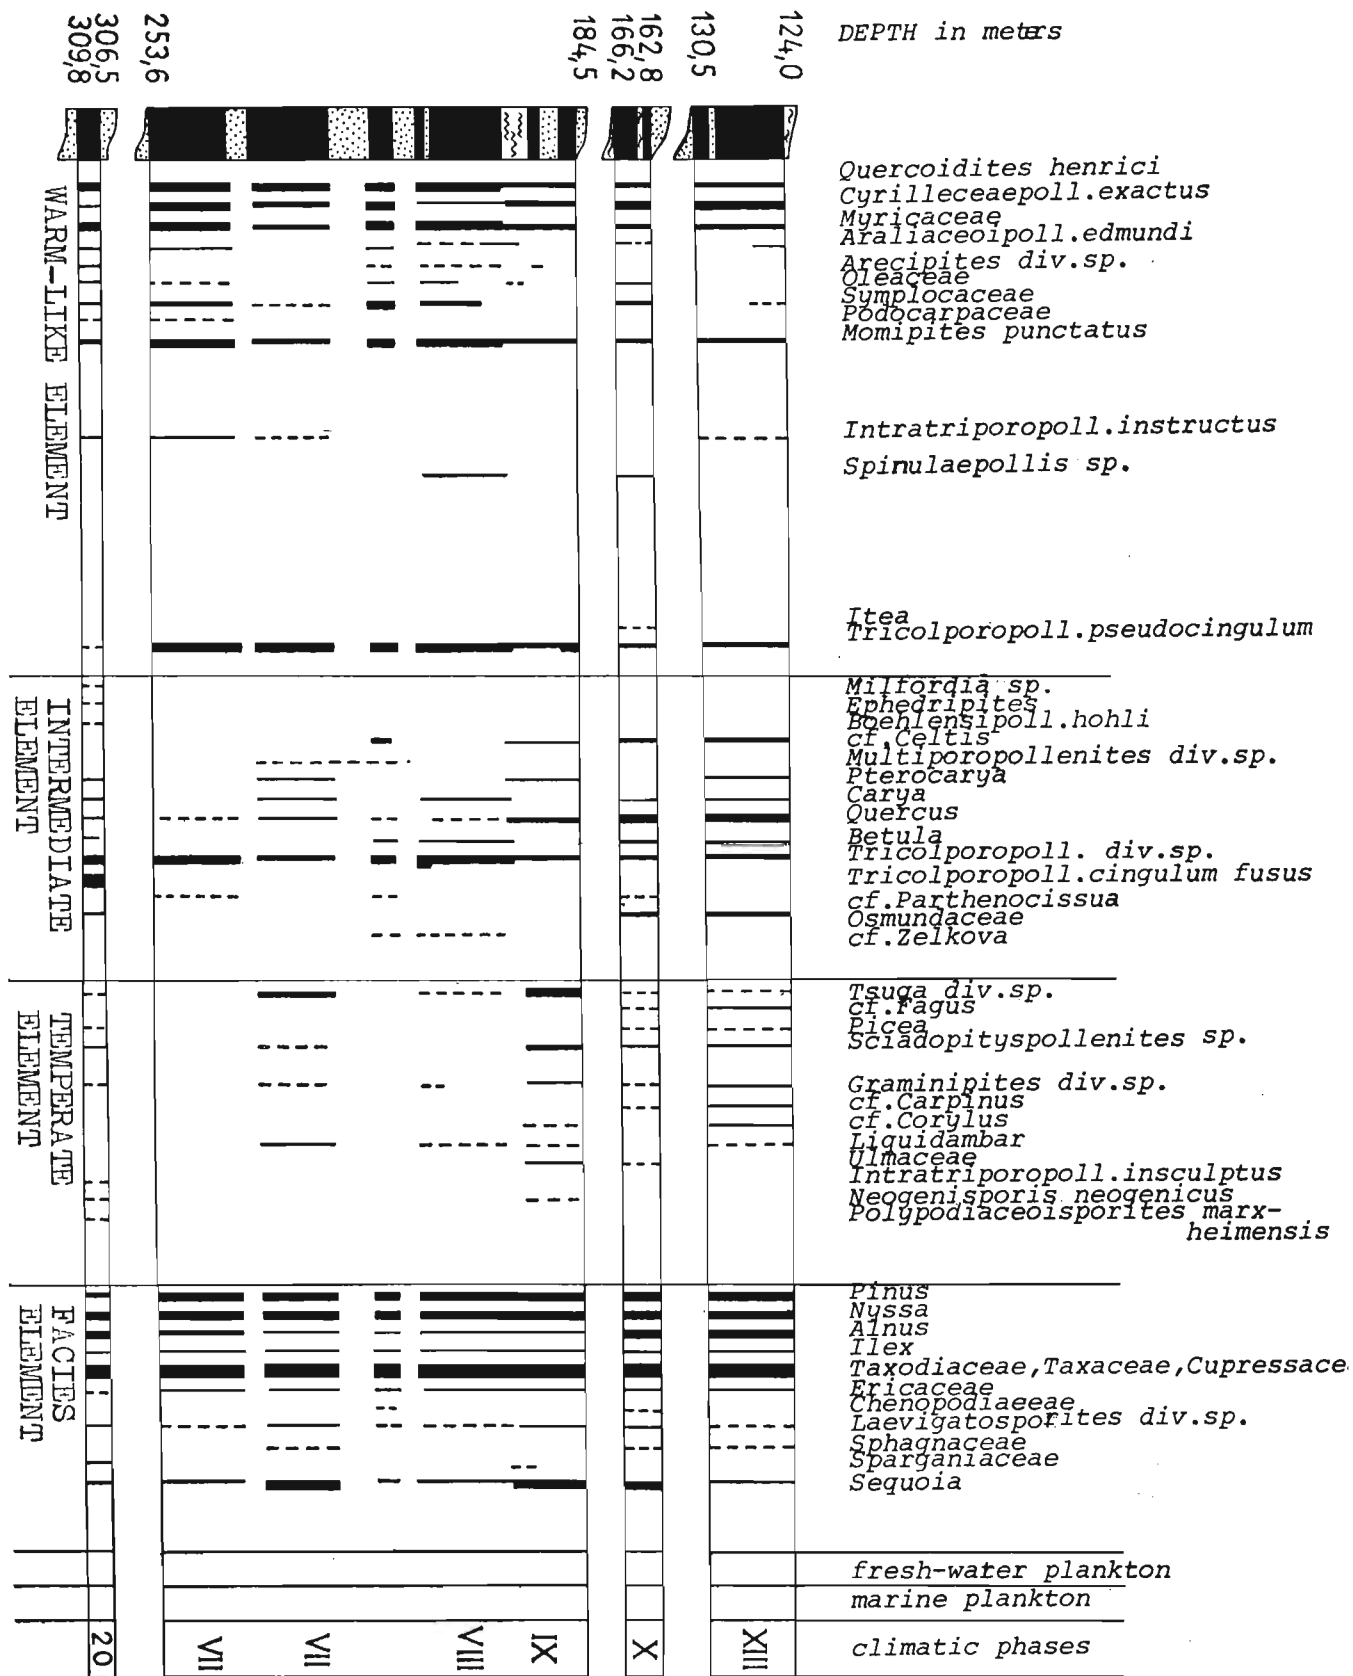 DEPTH in meters
309,8
306,5
253,6
184,5
166,2
162,8
130,5
124,0
WARM-LIKE ELEMENT
Quercoidites henrici
Cyrilleceaepoll.exactus
Myricaceae
Araliaceoipoll.edmundi
Arecipites div.sp.
Oleaceae
Symplocaceae
Podocarpaceae
Momipites punctatus
Intratriporopoll.instructus
Spinulaepollis sp.
Itea
Tricolporopoll.pseudocingulum
INTERMEDIATE
ELEMENT
Milfordia sp.
Ephedripites
Boehlensipoll.hohli
cf.Celtis
Multiporopollenites div.sp.
Pterocarya
Carya
Quercus
Betula
Tricolporopoll. div.sp.
Tricolporopoll.cingulum fusus
cf.Parthenocissua
Osmundaceae
cf.Zelkova
TEMPERATE
ELEMENT
Tsuga div.sp.
cf.Fagus
Picea
Sciadopityspollenites sp.
Graminipites div.sp.
cf.Carpinus
cf.Corylus
Liquidambar
Ulmaceae
Intratriporopoll.insculptus
Neogenisporis neogenicus
Polypodiaceoisporites marx-
heimensis
FACIES
ELEMENT
Pinus
Nyssa
Alnus
Ilex
Taxodiaceae,Taxaceae,Cupressace
Ericaceae
Chenopodiaeeae
Laevigatosporites div.sp.
Sphagnaceae
Sparganiaceae
Sequoia
fresh-water plankton
marine plankton
climatic phases
20
VII
VII
VIII
IX
X
XIII